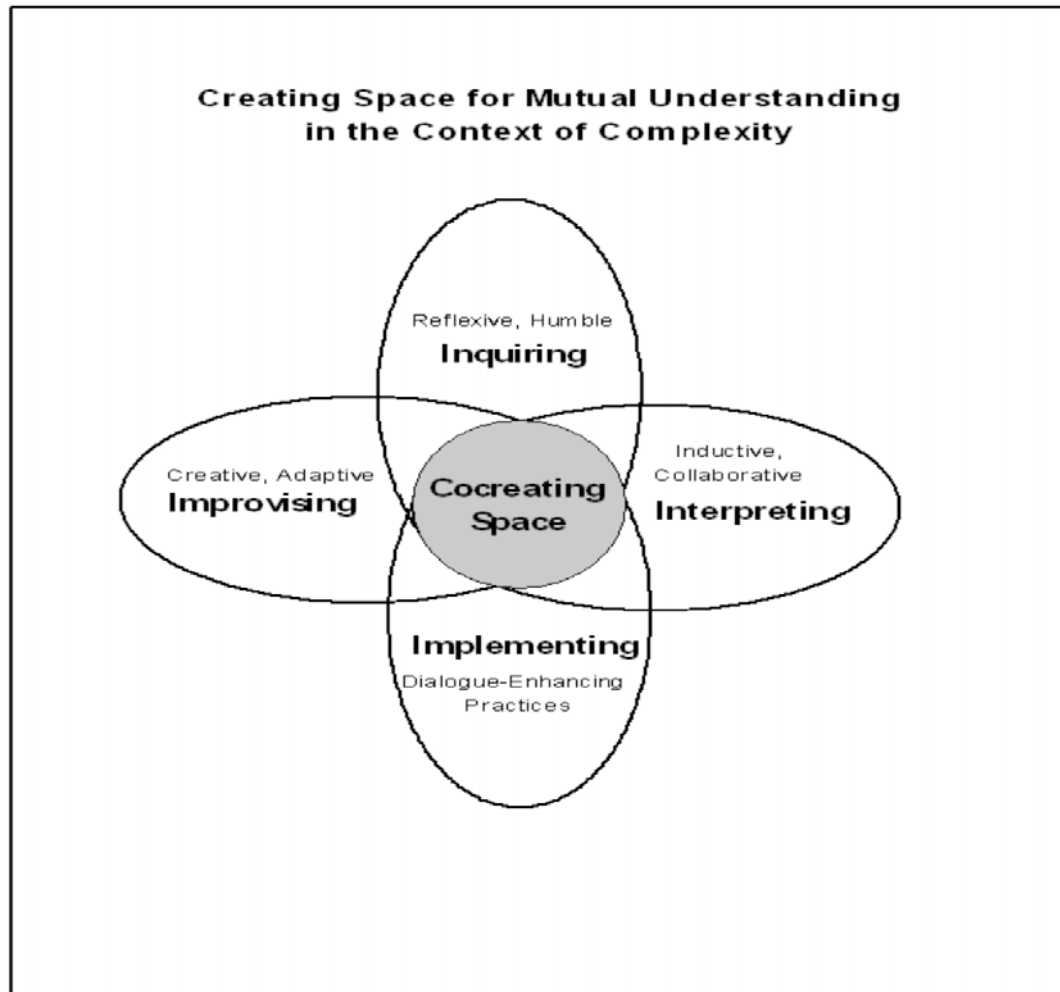 Creating Space for Mutual Understanding
in the Context of Complexity
Reflexive, Humble
Inquiring
Creative, Adaptive
Improvising
Cocreating
Space
Inductive,
Collaborative
Interpreting
Implementing
Dialogue-Enhancing
Practices